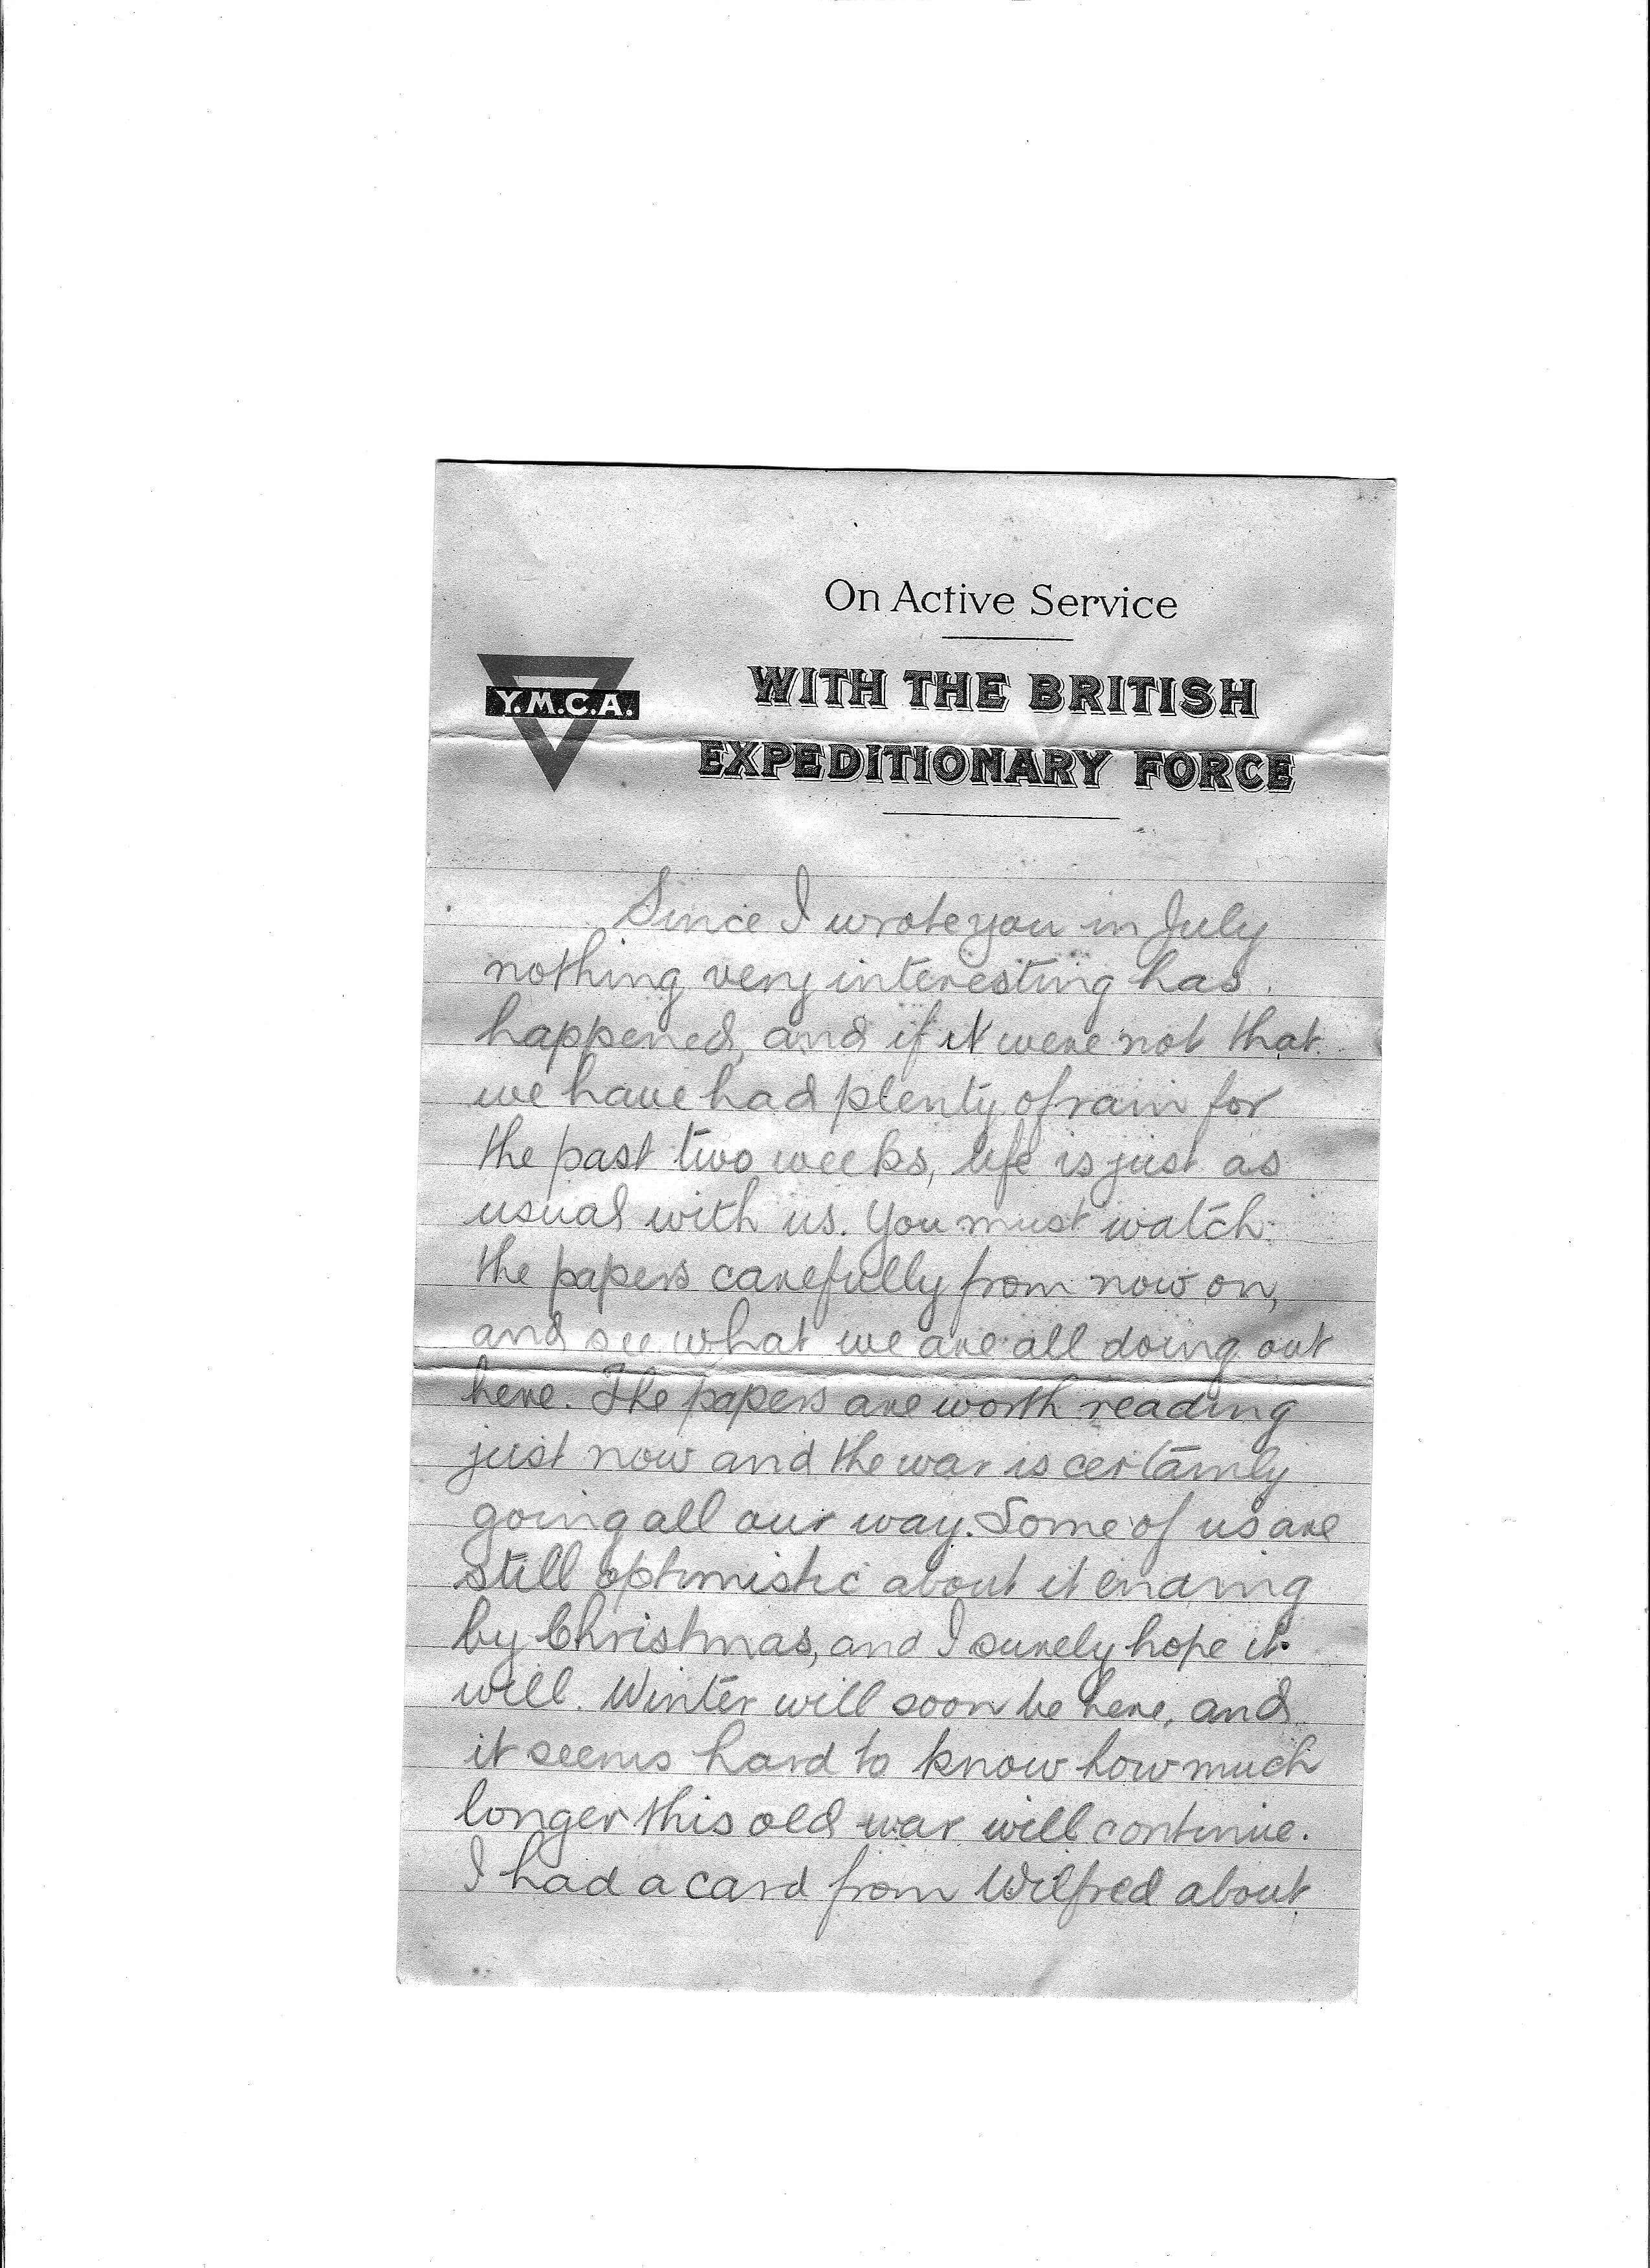 On Active Service
Y.M.C.A.
WITH THE BRITISH
EXPEDITIONARY FORCE
Since I wrote you in July
nothing very interesting has
happened, and if it were not that
we have had plenty of rain for
the past two weeks, life is just as
usual with us. You must watch
the papers carefully from now on,
and see what we are all doing out
here. The papers are worth reading
just now and the war is certainly
going all our way. Some of us are
still optimistic about it ending
by Christmas, and I surely hope it
will. Winter will soon be here, and
it seems hard to know how much
longer this old war will continue.
I had a card from Wilfred about